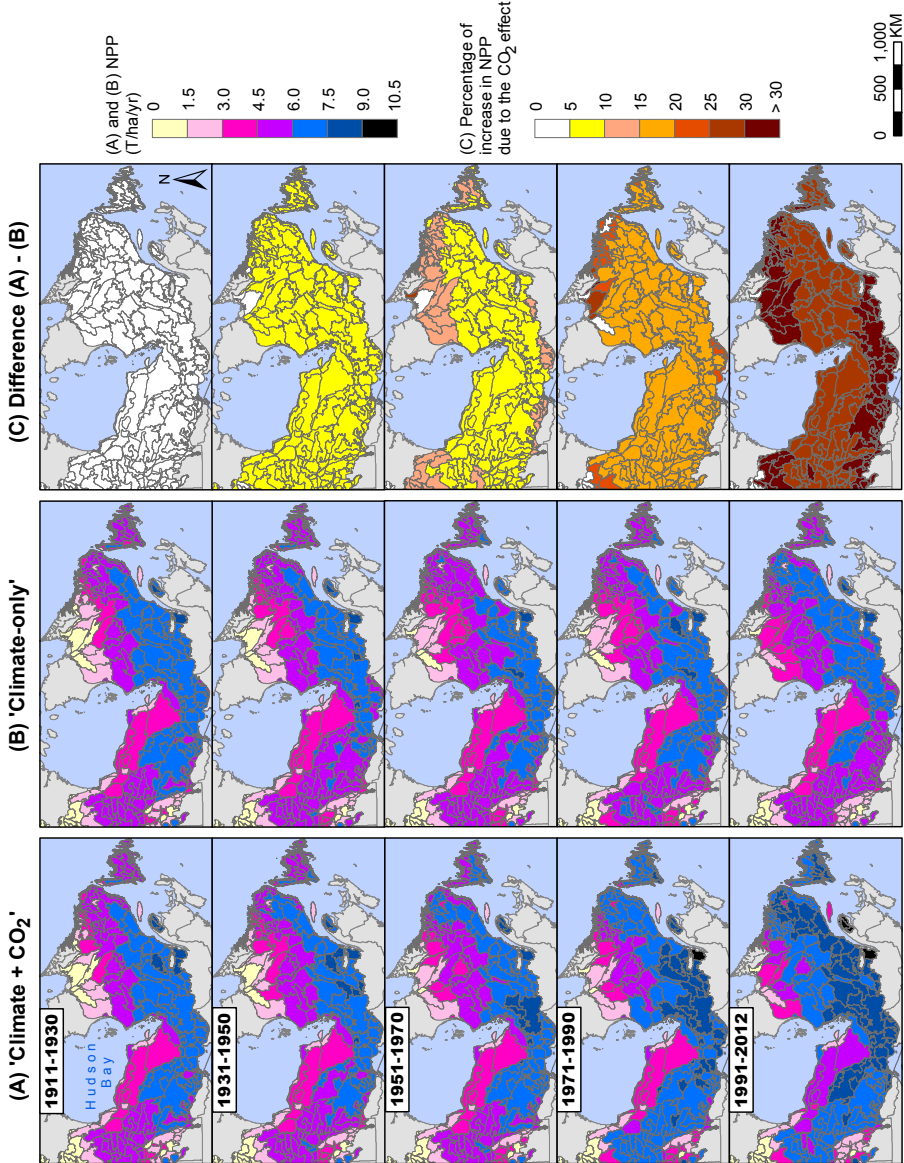 (A) 'Climate + CO₂'
(B) 'Climate-only'
(C) Difference (A) - (B)
1911-1930
Hudson
Bay
N
1931-1950
1951-1970
1971-1990
1991-2012
(A) and (B) NPP
(T/ha/yr)
0
1.5
3.0
4.5
6.0
7.5
9.0
10.5
(C) Percentage of
increase in NPP
due to the CO₂ effect
0
5
10
15
20
25
30
> 30
0 500 1,000
KM